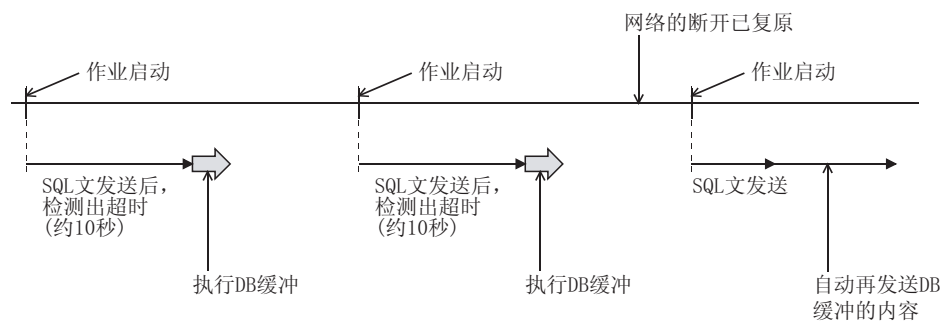 网络的断开已复原
作业启动
作业启动
作业启动
SQL文发送后，
检测出超时
(约10秒)
SQL文发送后，
检测出超时
(约10秒)
SQL文发送
执行DB缓冲
执行DB缓冲
自动再发送DB
缓冲的内容